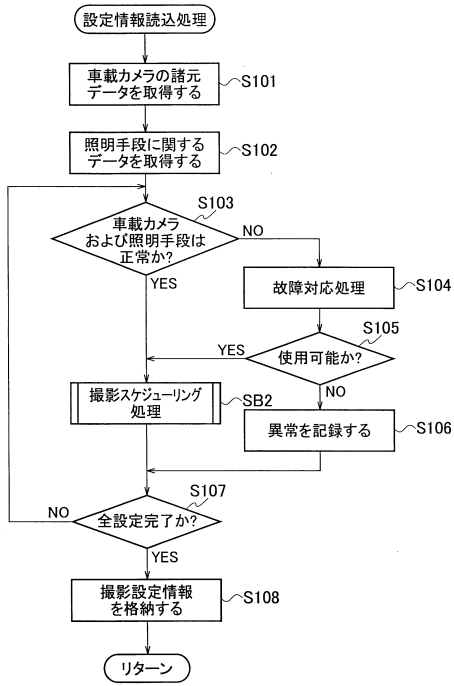 設定情報読込処理
車載カメラの諸元
データを取得する
S101
照明手段に関する
データを取得する
S102
車載カメラ
および照明手段は
正常か?
S103
NO
YES
故障対応処理
S104
使用可能か?
S105
YES
NO
撮影スケジューリング
処理
SB2
異常を記録する
S106
全設定完了か?
S107
NO
YES
撮影設定情報
を格納する
S108
リターン